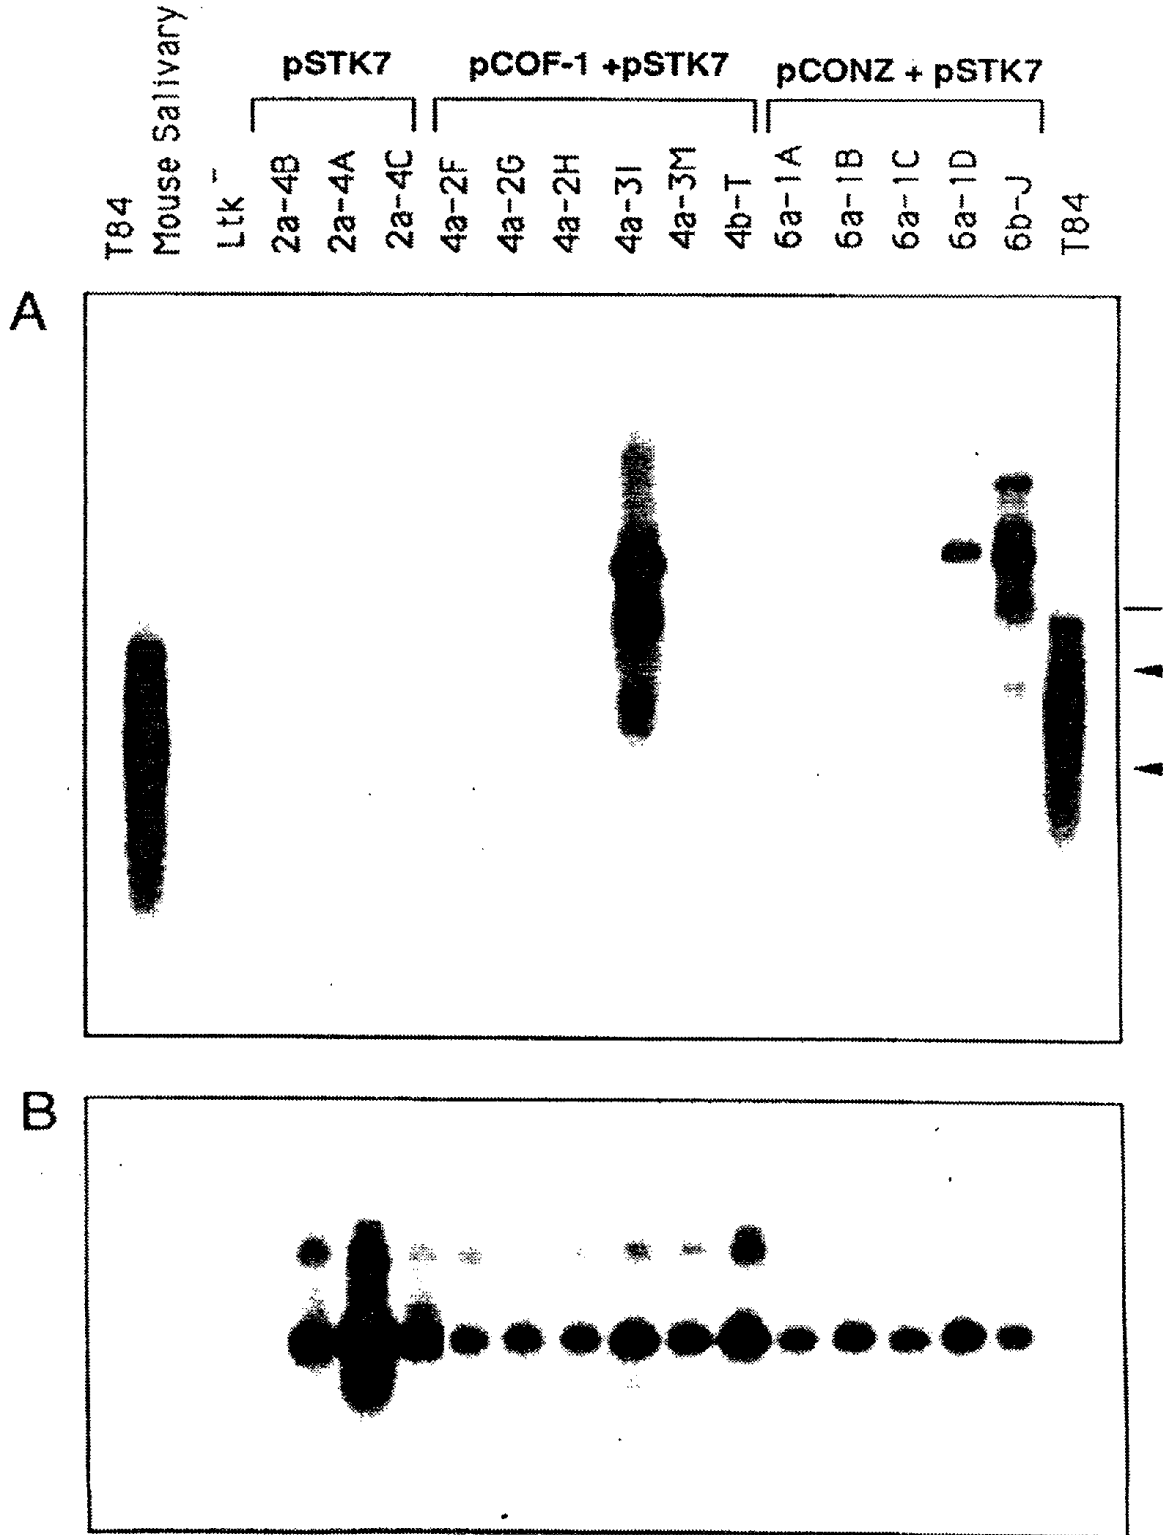 pSTK7
pCOF-1 +pSTK7
pCONZ + pSTK7
T84
Mouse Salivary
Ltk⁻
2a-4B
2a-4A
2a-4C
4a-2F
4a-2G
4a-2H
4a-3I
4a-3M
4b-T
6a-1A
6a-1B
6a-1C
6a-1D
6b-J
T84
A
B